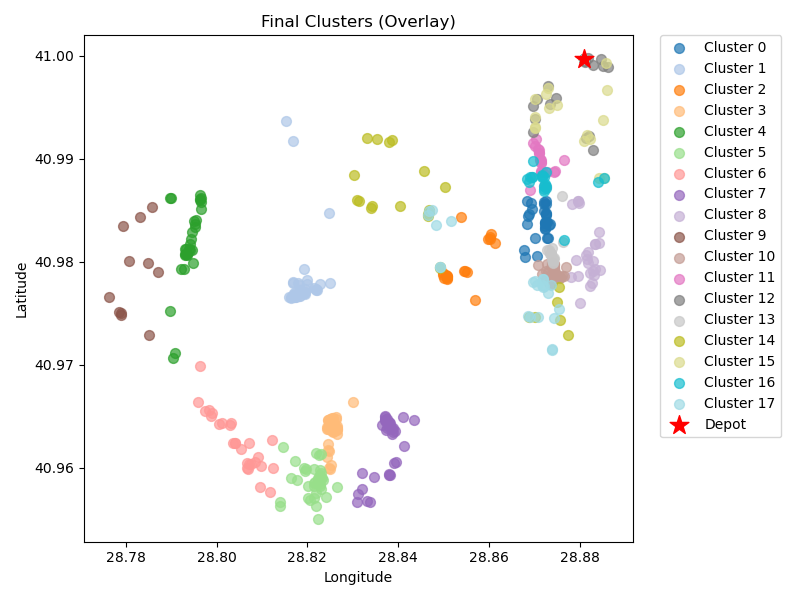 Final Clusters (Overlay)
Latitude
41.00
40.99
40.98
40.97
40.96
28.78 28.80 28.82 28.84 28.86 28.88
Longitude
Cluster 0
Cluster 1
Cluster 2
Cluster 3
Cluster 4
Cluster 5
Cluster 6
Cluster 7
Cluster 8
Cluster 9
Cluster 10
Cluster 11
Cluster 12
Cluster 13
Cluster 14
Cluster 15
Cluster 16
Cluster 17
Depot